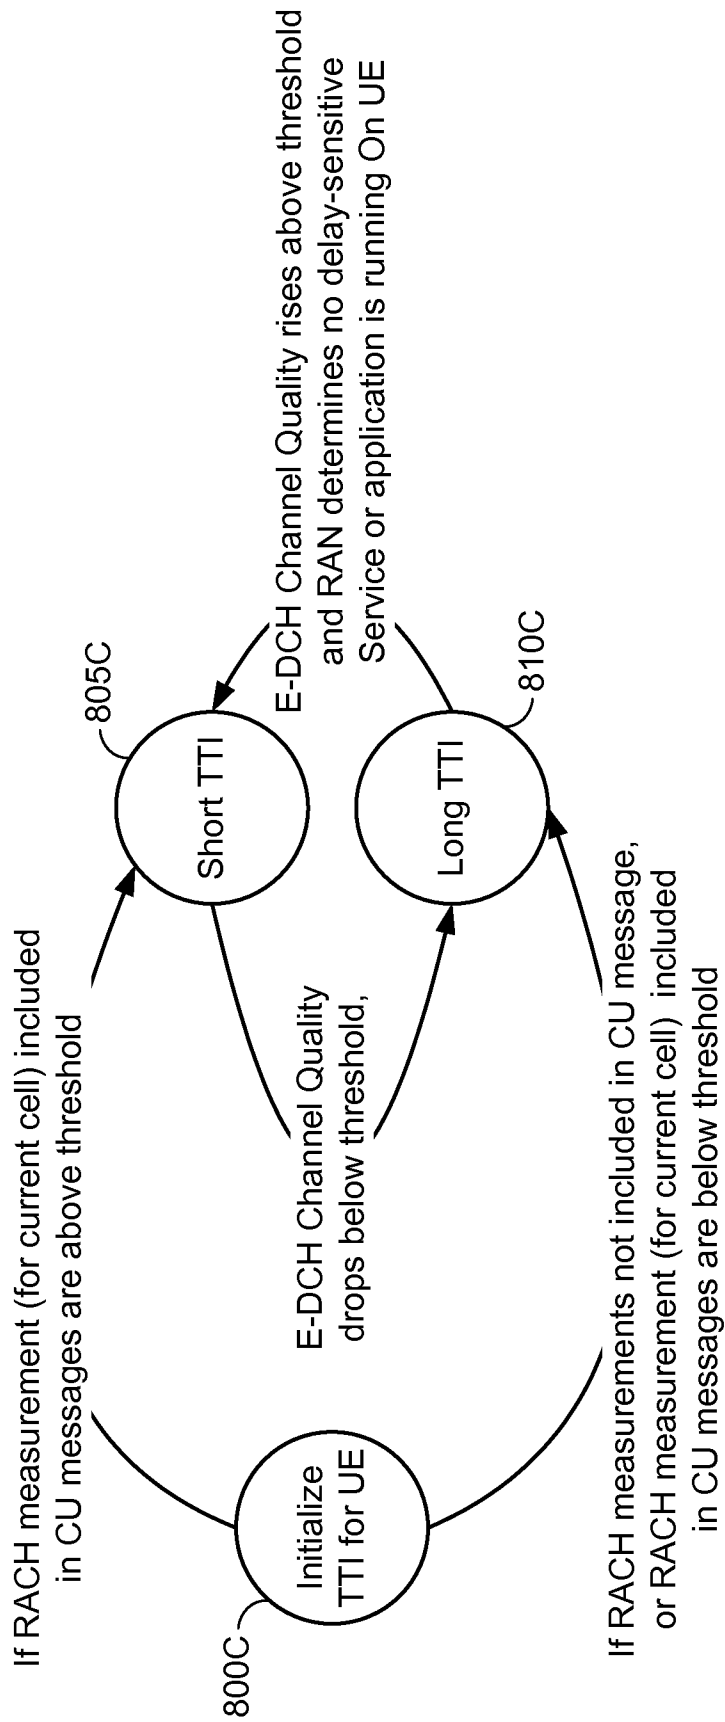 If RACH measurement (for current cell) included
in CU messages are above threshold
800C
Initialize
TTI for UE
805C
Short TTI
E-DCH Channel Quality
drops below threshold,
E-DCH Channel Quality rises above threshold
and RAN determines no delay-sensitive
Service or application is running On UE
Long TTI
810C
If RACH measurements not included in CU message,
or RACH measurement (for current cell) included
in CU messages are below threshold